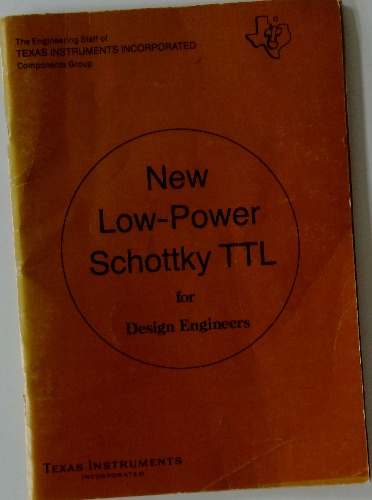 The Engineering Staff of
TEXAS INSTRUMENTS INCORPORATED
Components Group
New
Low-Power
Schottky TTL
for
Design Engineers
TEXAS INSTRUMENTS
INCORPORATED